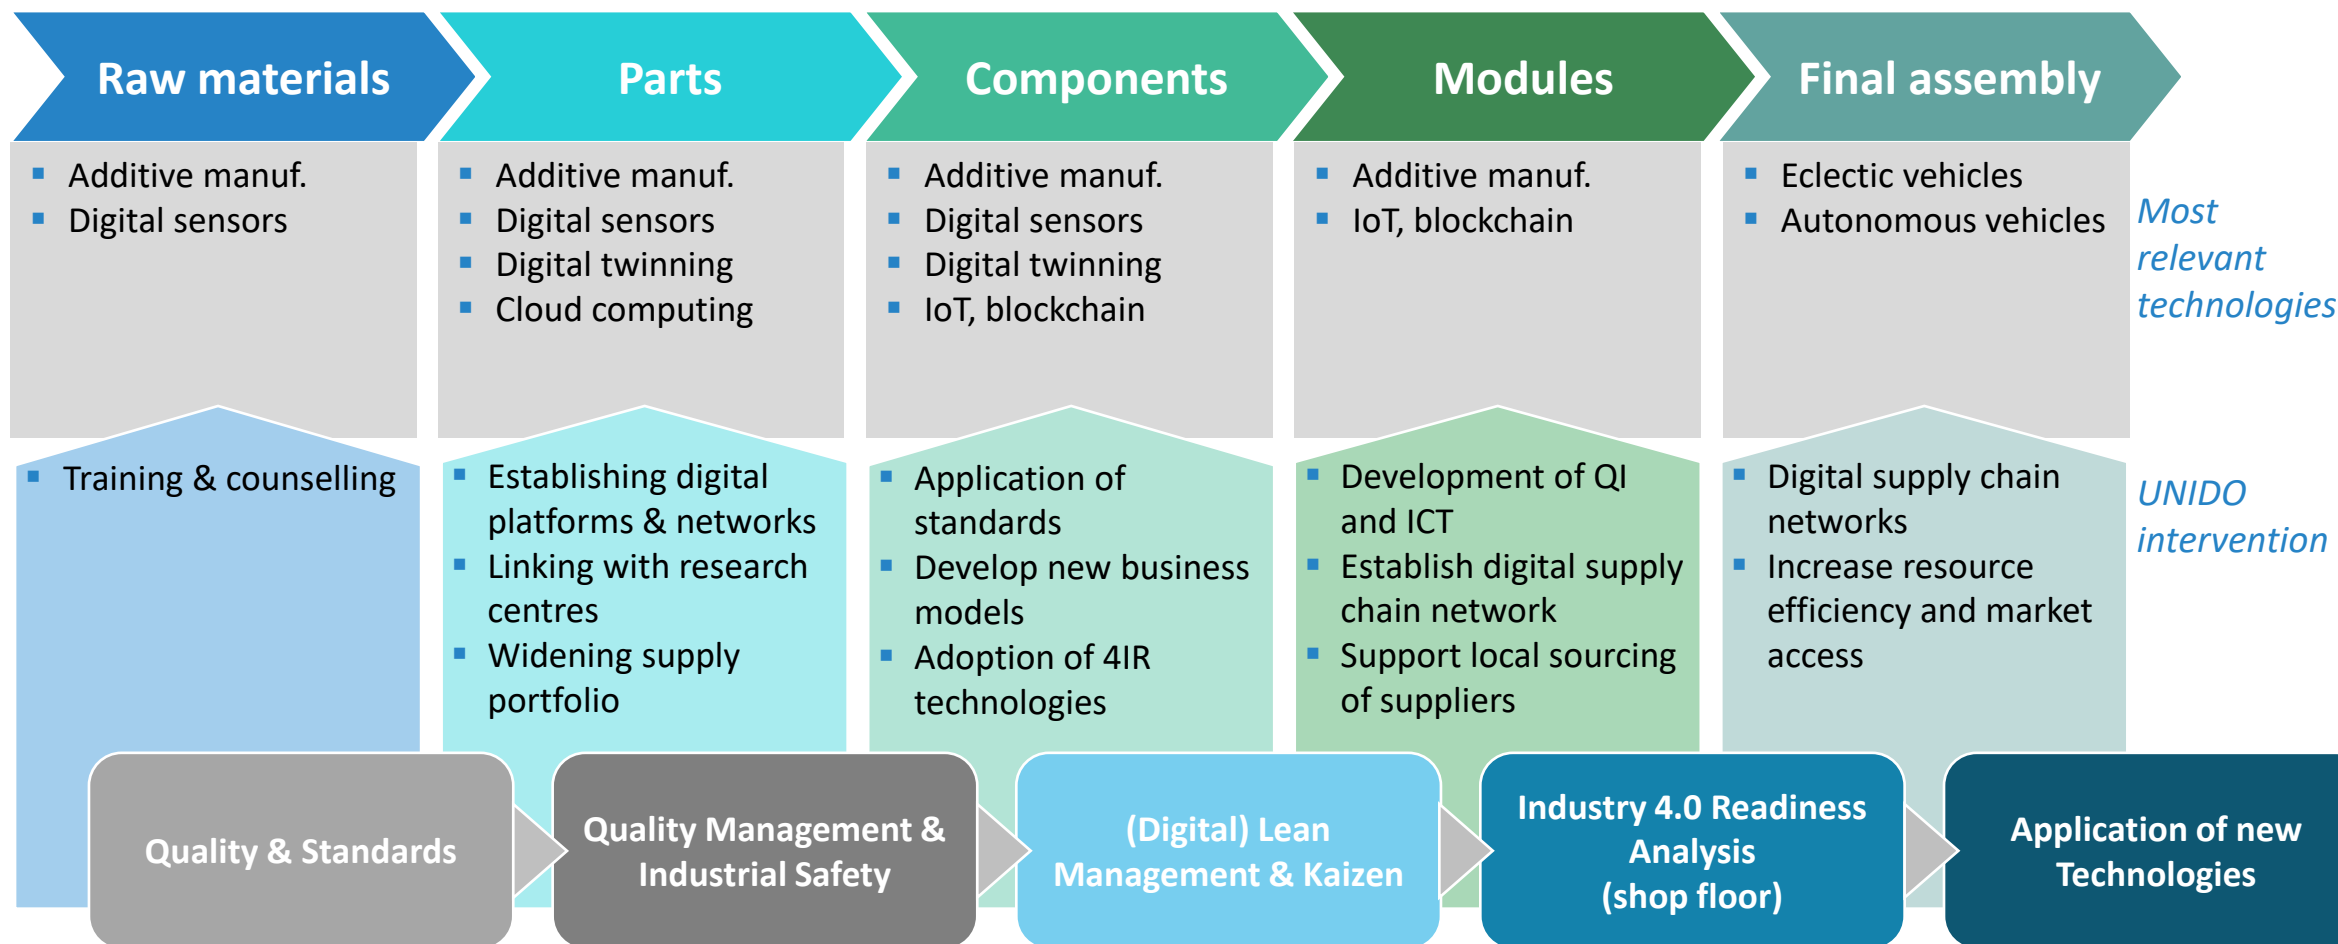 Raw materials
Parts
Components
Modules
Final assembly
Additive manuf.
Digital sensors
Additive manuf.
Digital sensors
Digital twinning
Cloud computing
Additive manuf.
Digital sensors
Digital twinning
IoT, blockchain
Additive manuf.
IoT, blockchain
Eclectic vehicles
Autonomous vehicles
Most
relevant
technologies
Training & counselling
Establishing digital
platforms & networks
Linking with research
centres
Widening supply
portfolio
Application of
standards
Develop new business
models
Adoption of 4IR
technologies
Development of QI
and ICT
Establish digital supply
chain network
Support local sourcing
of suppliers
Digital supply chain
networks
Increase resource
efficiency and market
access
UNIDO
intervention
Quality & Standards
Quality Management &
Industrial Safety
(Digital) Lean
Management & Kaizen
Industry 4.0 Readiness
Analysis
(shop floor)
Application of new
Technologies